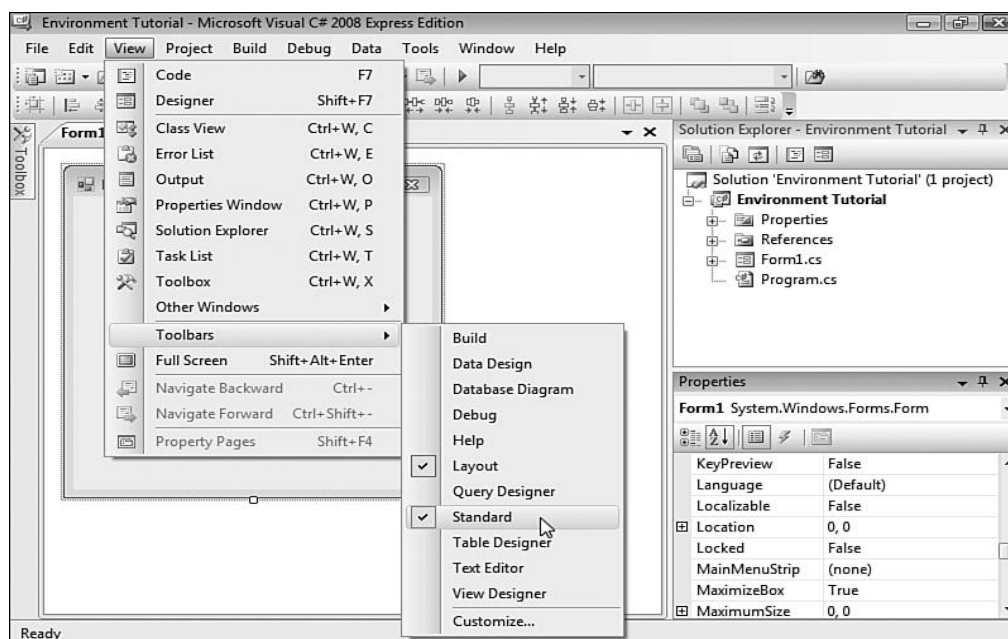 Environment Tutorial - Microsoft Visual C# 2008 Express Edition
File Edit View Project Build Debug Data Tools Window Help
Code F7
Designer Shift+F7
Class View Ctrl+W, C
Error List Ctrl+W, E
Output Ctrl+W, O
Properties Window Ctrl+W, P
Solution Explorer Ctrl+W, S
Task List Ctrl+W, T
Toolbox Ctrl+W, X
Other Windows
Toolbars
Full Screen Shift+Alt+Enter
Navigate Backward Ctrl+-
Navigate Forward Ctrl+Shift+-
Property Pages Shift+F4
Build
Data Design
Database Diagram
Debug
Help
Layout
Query Designer
Standard
Table Designer
Text Editor
View Designer
Customize...
Toolbox
Form1
Solution Explorer - Environment Tutorial
Solution 'Environment Tutorial' (1 project)
Environment Tutorial
Properties
References
Form1.cs
Program.cs
Properties
Form1 System.Windows.Forms.Form
KeyPreview False
Language (Default)
Localizable False
Location 0, 0
Locked False
MainMenuStrip (none)
MaximizeBox True
MaximumSize 0, 0
Ready